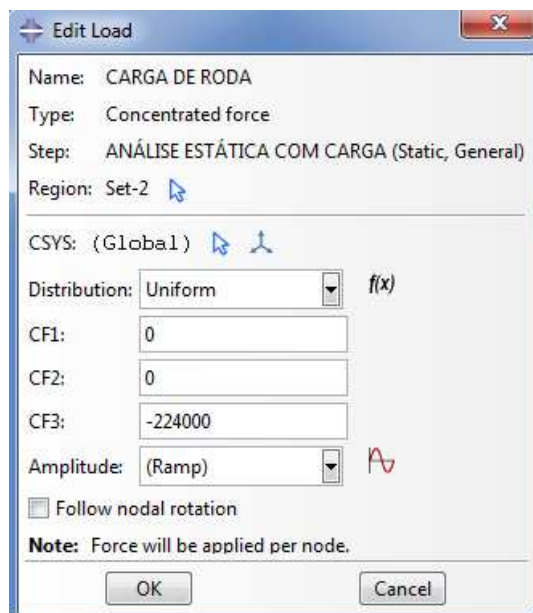 Edit Load
Name: CARGA DE RODA
Type: Concentrated force
Step: ANÁLISE ESTÁTICA COM CARGA (Static, General)
Region: Set-2
CSYS: (Global)
Distribution: Uniform f(x)
CF1: 0
CF2: 0
CF3: -224000
Amplitude: (Ramp)
Follow nodal rotation
Note: Force will be applied per node.
OK Cancel